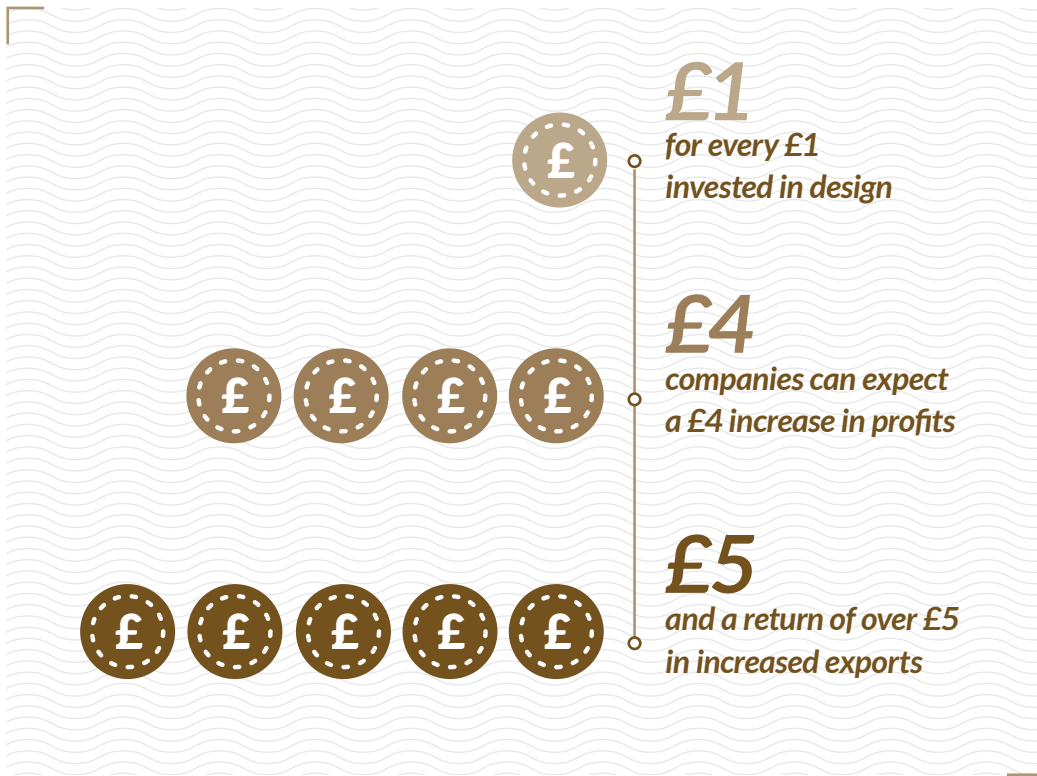 £1
£
for every £1
invested in design
£4
£ £ £ £
companies can expect
a £4 increase in profits
£5
£ £ £ £ £
and a return of over £5
in increased exports